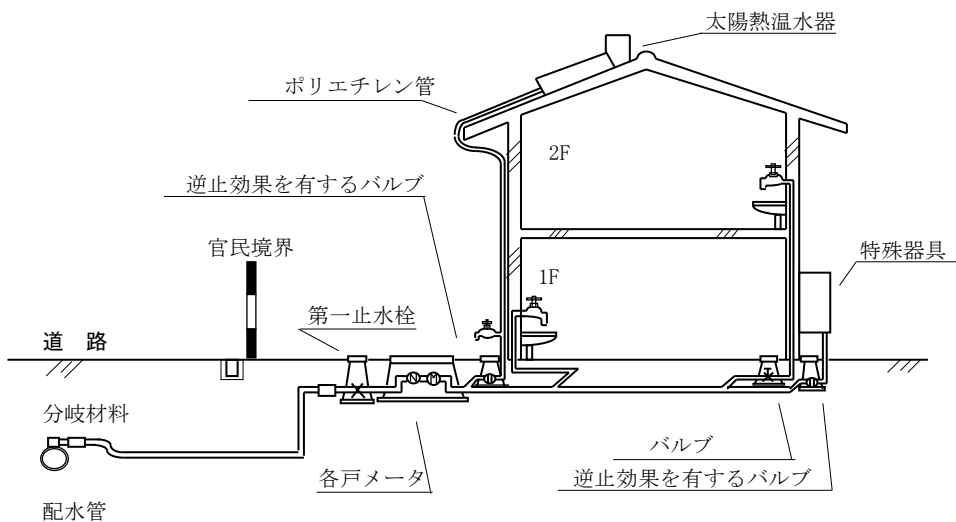 太陽熱温水器
ポリエチレン管
2F
逆止効果を有するバルブ
官民境界
特殊器具
1F
第一止水栓
道 路
N M
分岐材料
バルブ
各戸メータ
逆止効果を有するバルブ
配水管